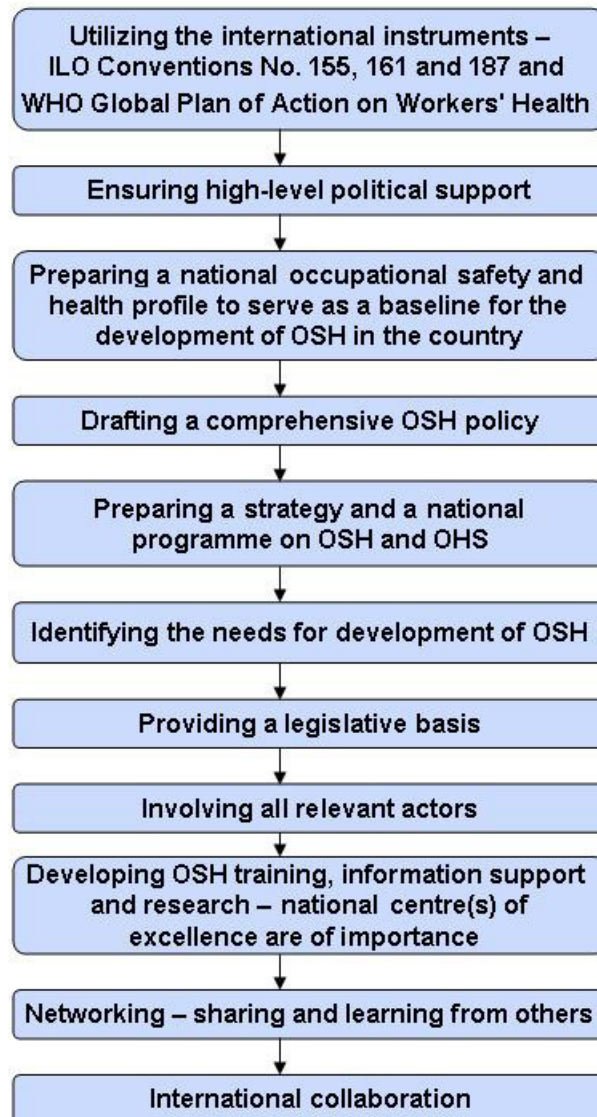 Utilizing the international instruments –
ILO Conventions No. 155, 161 and 187 and
WHO Global Plan of Action on Workers' Health
Ensuring high-level political support
Preparing a national occupational safety and
health profile to serve as a baseline for the
development of OSH in the country
Drafting a comprehensive OSH policy
Preparing a strategy and a national
programme on OSH and OHS
Identifying the needs for development of OSH
Providing a legislative basis
Involving all relevant actors
Developing OSH training, information support
and research – national centre(s) of
excellence are of importance
Networking – sharing and learning from others
International collaboration